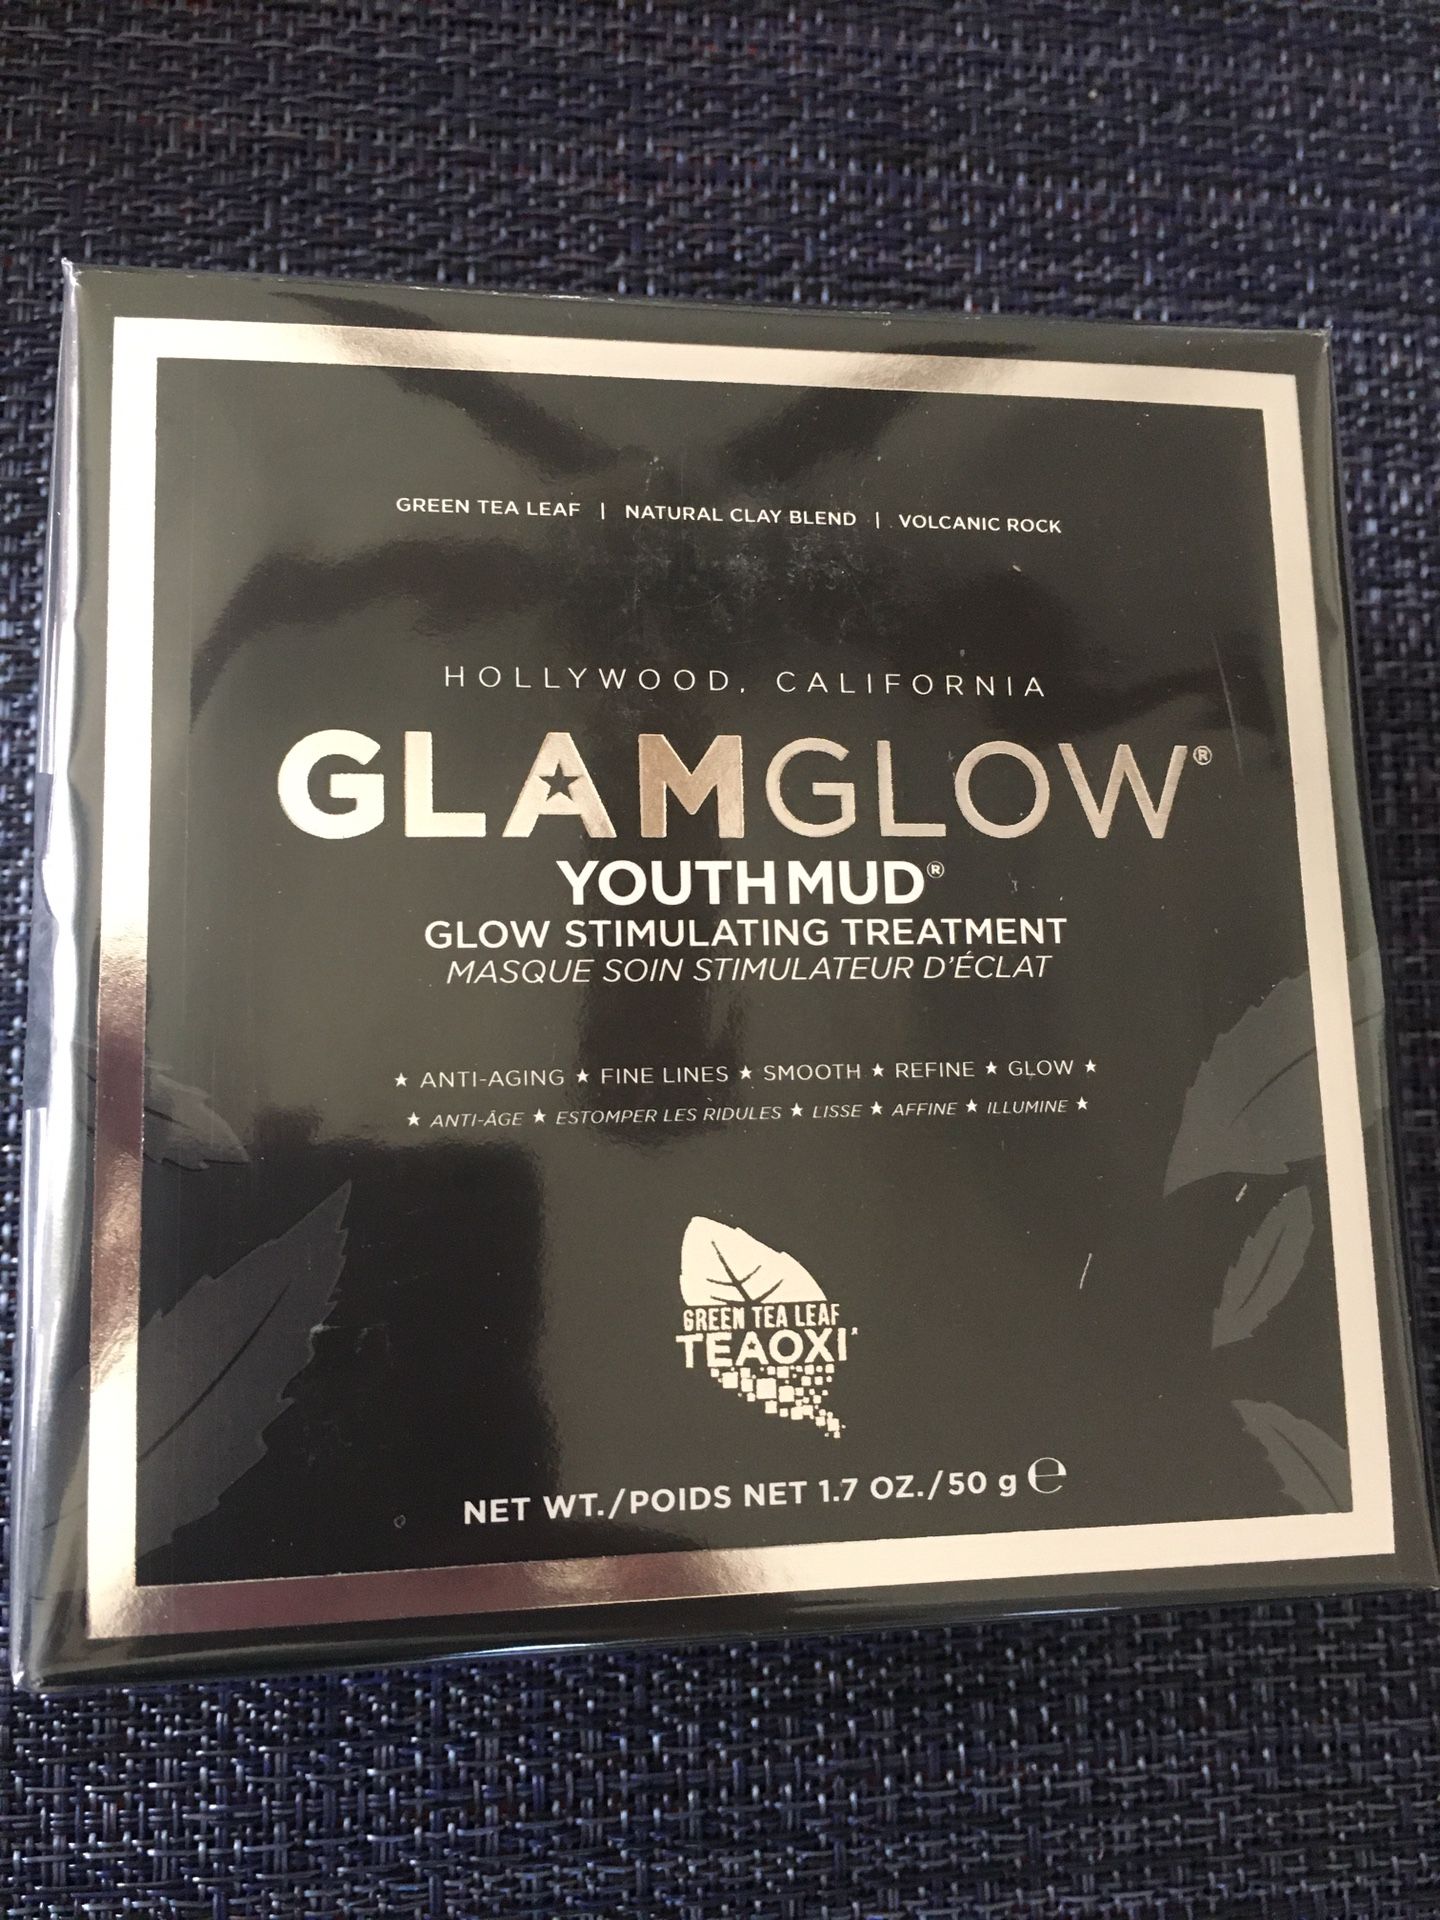 GREEN TEA LEAF | NATURAL CLAY BLEND | VOLCANIC ROCK
HOLLYWOOD, CALIFORNIA
GLAMGLOW®
YOUTHMUD®
GLOW STIMULATING TREATMENT
MASQUE SOIN STIMULATEUR D'ÉCLAT
★ ANTI-AGING ★ FINE LINES ★ SMOOTH ★ REFINE ★ GLOW ★
★ ANTI-ÂGE ★ ESTOMPER LES RIDULES ★ LISSE ★ AFFINE ★ ILLUMINE ★
GREEN TEA LEAF
TEAOXI
NET WT./POIDS NET 1.7 OZ./50 g ℮